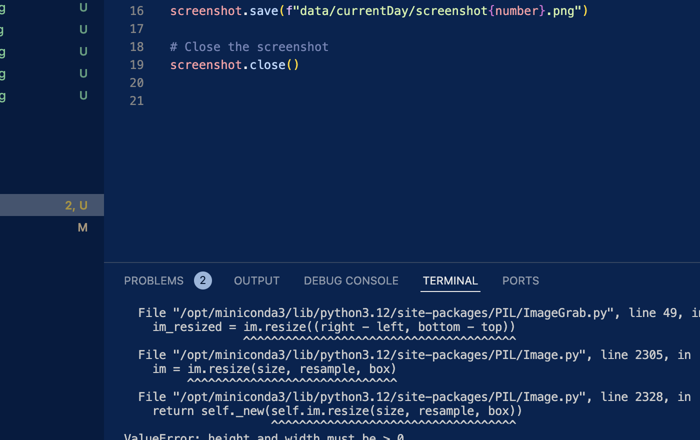 g U
16 screenshot.save(f"data/currentDay/screenshot{number}.png")
g U
17
g U
18 # Close the screenshot
g U
19 screenshot.close()
20
g U
21
2, U
M
PROBLEMS 2 OUTPUT DEBUG CONSOLE TERMINAL PORTS
File "/opt/miniconda3/lib/python3.12/site-packages/PIL/ImageGrab.py", line 49, in
im_resized = im.resize((right - left, bottom - top))
^^^^^^^^^^^^^^^^^^^^^^^^^^^^^^^^^^^^^^^
File "/opt/miniconda3/lib/python3.12/site-packages/PIL/Image.py", line 2305, in
im = im.resize(size, resample, box)
^^^^^^^^^^^^^^^^^^^^^^^^^^^^^^
File "/opt/miniconda3/lib/python3.12/site-packages/PIL/Image.py", line 2328, in
return self._new(self.im.resize(size, resample, box))
^^^^^^^^^^^^^^^^^^^^^^^^^^^^^^^^^^^
ValueError: height and width must be > 0